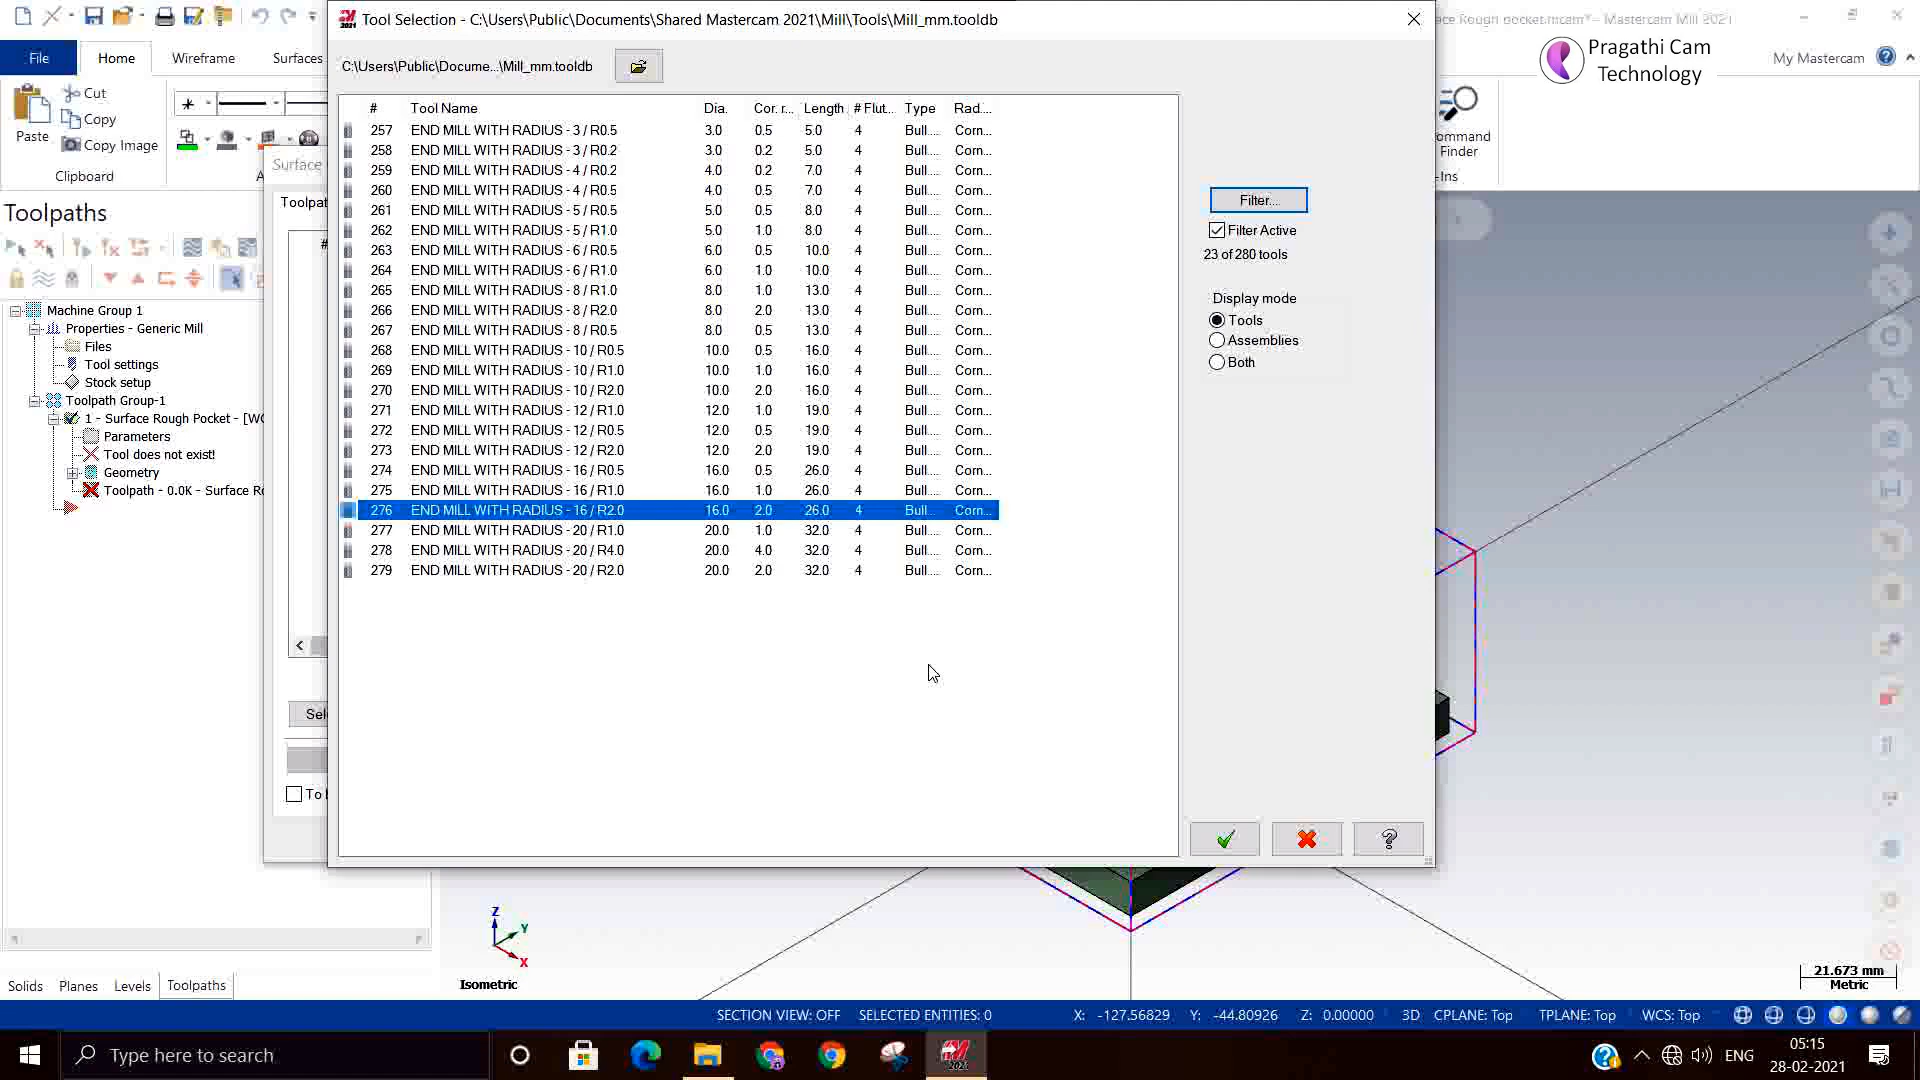 Tool Selection - C:\Users\Public\Documents\Shared Mastercam 2021\Mill\Tools\Mill_mm.tooldb
ace Rough pocket.mcam* – Mastercam Mill 2021
File
Home
Wireframe
Surfaces
My Mastercam
Pragathi Cam
Technology
Paste
Cut
Copy
Copy Image
Clipboard
ommand
Finder
-Ins
C:\Users\Public\Docume...\Mill_mm.tooldb
Surface
Toolpat
#
Toolpaths
Machine Group 1
Properties - Generic Mill
Files
Tool settings
Stock setup
Toolpath Group-1
1 - Surface Rough Pocket - [WC
Parameters
Tool does not exist!
Geometry
Toolpath - 0.0K - Surface Ro
# Tool Name Dia. Cor. r... Length # Flut... Type Rad....
257 END MILL WITH RADIUS - 3 / R0.5 3.0 0.5 5.0 4 Bull... Corn...
258 END MILL WITH RADIUS - 3 / R0.2 3.0 0.2 5.0 4 Bull... Corn...
259 END MILL WITH RADIUS - 4 / R0.2 4.0 0.2 7.0 4 Bull... Corn...
260 END MILL WITH RADIUS - 4 / R0.5 4.0 0.5 7.0 4 Bull... Corn...
261 END MILL WITH RADIUS - 5 / R0.5 5.0 0.5 8.0 4 Bull... Corn...
262 END MILL WITH RADIUS - 5 / R1.0 5.0 1.0 8.0 4 Bull... Corn...
263 END MILL WITH RADIUS - 6 / R0.5 6.0 0.5 10.0 4 Bull... Corn...
264 END MILL WITH RADIUS - 6 / R1.0 6.0 1.0 10.0 4 Bull... Corn...
265 END MILL WITH RADIUS - 8 / R1.0 8.0 1.0 13.0 4 Bull... Corn...
266 END MILL WITH RADIUS - 8 / R2.0 8.0 2.0 13.0 4 Bull... Corn...
267 END MILL WITH RADIUS - 8 / R0.5 8.0 0.5 13.0 4 Bull... Corn...
268 END MILL WITH RADIUS - 10 / R0.5 10.0 0.5 16.0 4 Bull... Corn...
269 END MILL WITH RADIUS - 10 / R1.0 10.0 1.0 16.0 4 Bull... Corn...
270 END MILL WITH RADIUS - 10 / R2.0 10.0 2.0 16.0 4 Bull... Corn...
271 END MILL WITH RADIUS - 12 / R1.0 12.0 1.0 19.0 4 Bull... Corn...
272 END MILL WITH RADIUS - 12 / R0.5 12.0 0.5 19.0 4 Bull... Corn...
273 END MILL WITH RADIUS - 12 / R2.0 12.0 2.0 19.0 4 Bull... Corn...
274 END MILL WITH RADIUS - 16 / R0.5 16.0 0.5 26.0 4 Bull... Corn...
275 END MILL WITH RADIUS - 16 / R1.0 16.0 1.0 26.0 4 Bull... Corn...
276 END MILL WITH RADIUS - 16 / R2.0 16.0 2.0 26.0 4 Bull... Corn...
277 END MILL WITH RADIUS - 20 / R1.0 20.0 1.0 32.0 4 Bull... Corn...
278 END MILL WITH RADIUS - 20 / R4.0 20.0 4.0 32.0 4 Bull... Corn...
279 END MILL WITH RADIUS - 20 / R2.0 20.0 2.0 32.0 4 Bull... Corn...
Filter...
Filter Active
23 of 280 tools
Display mode
Tools
Assemblies
Both
Sele
To b
Z
Y
X
Isometric
21.673 mm
Metric
Solids Planes Levels Toolpaths
SECTION VIEW: OFF SELECTED ENTITIES: 0 X: -127.56829 Y: -44.80926 Z: 0.00000 3D CPLANE: Top TPLANE: Top WCS: Top
Type here to search
2021
ENG
05:15
28-02-2021